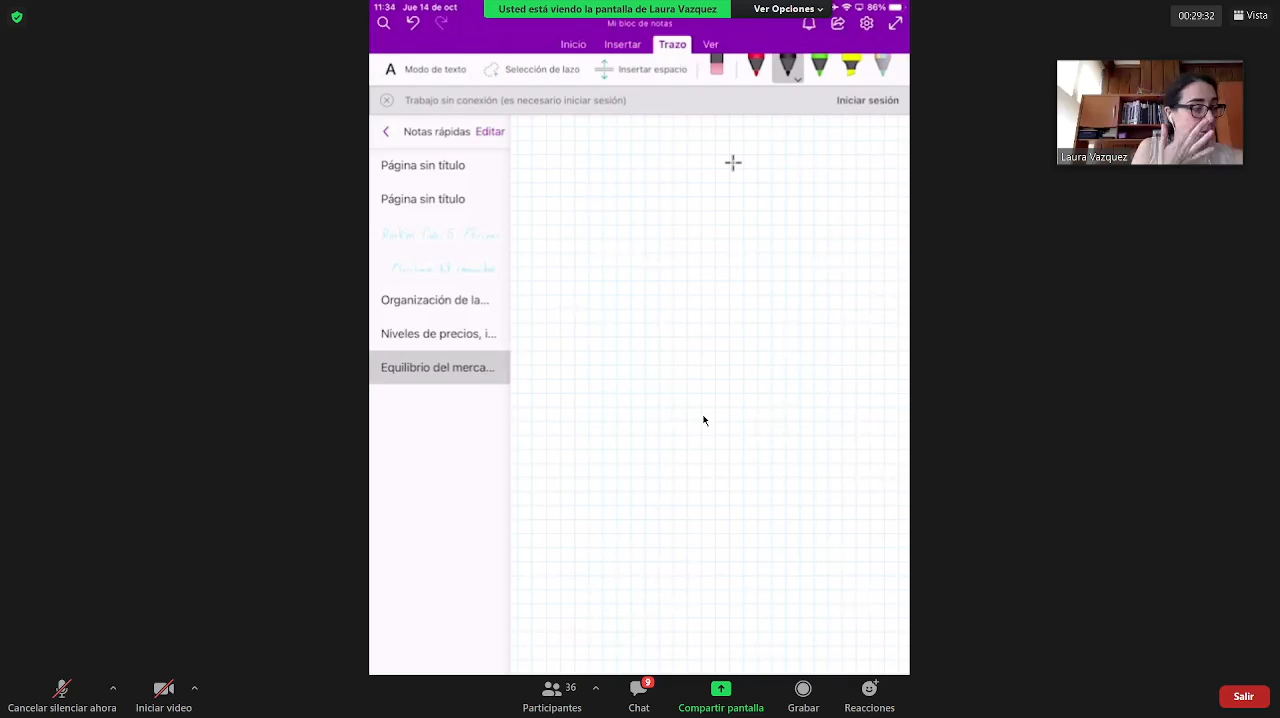 11:34 Jue 14 de oct
Usted está viendo la pantalla de Laura Vazquez
Ver Opciones
86%
00:29:32
Vista
Mi bloc de notas
Inicio Insertar Trazo Ver
A Modo de texto Selección de lazo Insertar espacio
Trabajo sin conexión (es necesario iniciar sesión) Iniciar sesión
Notas rápidas Editar
Página sin título
Página sin título
Organización de la...
Niveles de precios, i...
Equilibrio del merca...
Laura Vazquez
36
9
Cancelar silenciar ahora Iniciar video Participantes Chat Compartir pantalla Grabar Reacciones Salir